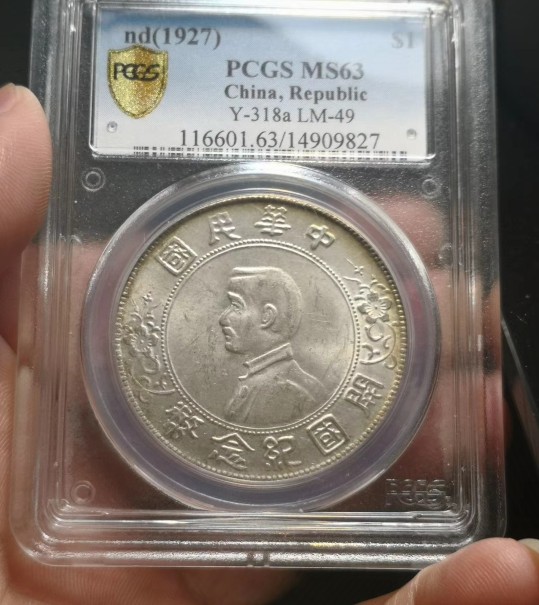 nd(1927) $1
PCGS
PCGS MS63
China, Republic
Y-318a LM-49
116601.63/14909827
中華民國
開國紀念幣
PCGS